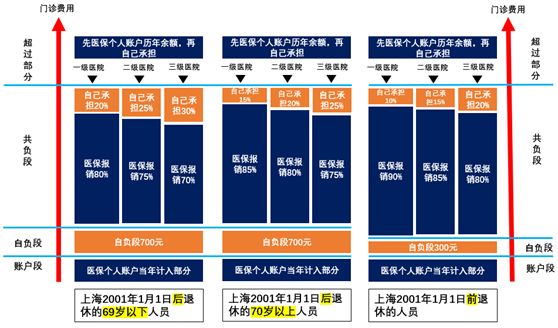 门诊费用
门诊费用
超过部分
先医保个人账户历年余额，再
自己承担
先医保个人账户历年余额，再
自己承担
先医保个人账户历年余额，再
自己承担
超过部分
一级医院
二级医院
三级医院
一级医院
二级医院
三级医院
一级医院
二级医院
三级医院
共负段
自己承
担20%
自己承
担25%
自己承
担30%
自己承担
15%
自己承
担20%
自己承
担25%
自己承担
10%
自己承
担15%
自己承
担20%
共负段
医保报
销80%
医保报
销75%
医保报
销70%
医保报
销85%
医保报
销80%
医保报
销75%
医保报
销90%
医保报
销85%
医保报
销80%
自负段
自负段700元
自负段700元
自负段300元
自负段
账户段
医保个人账户当年计入部分
医保个人账户当年计入部分
医保个人账户当年计入部分
账户段
上海2001年1月1日后退
休的69岁以下人员
上海2001年1月1日后退
休的70岁以上人员
上海2001年1月1日前退
休的人员